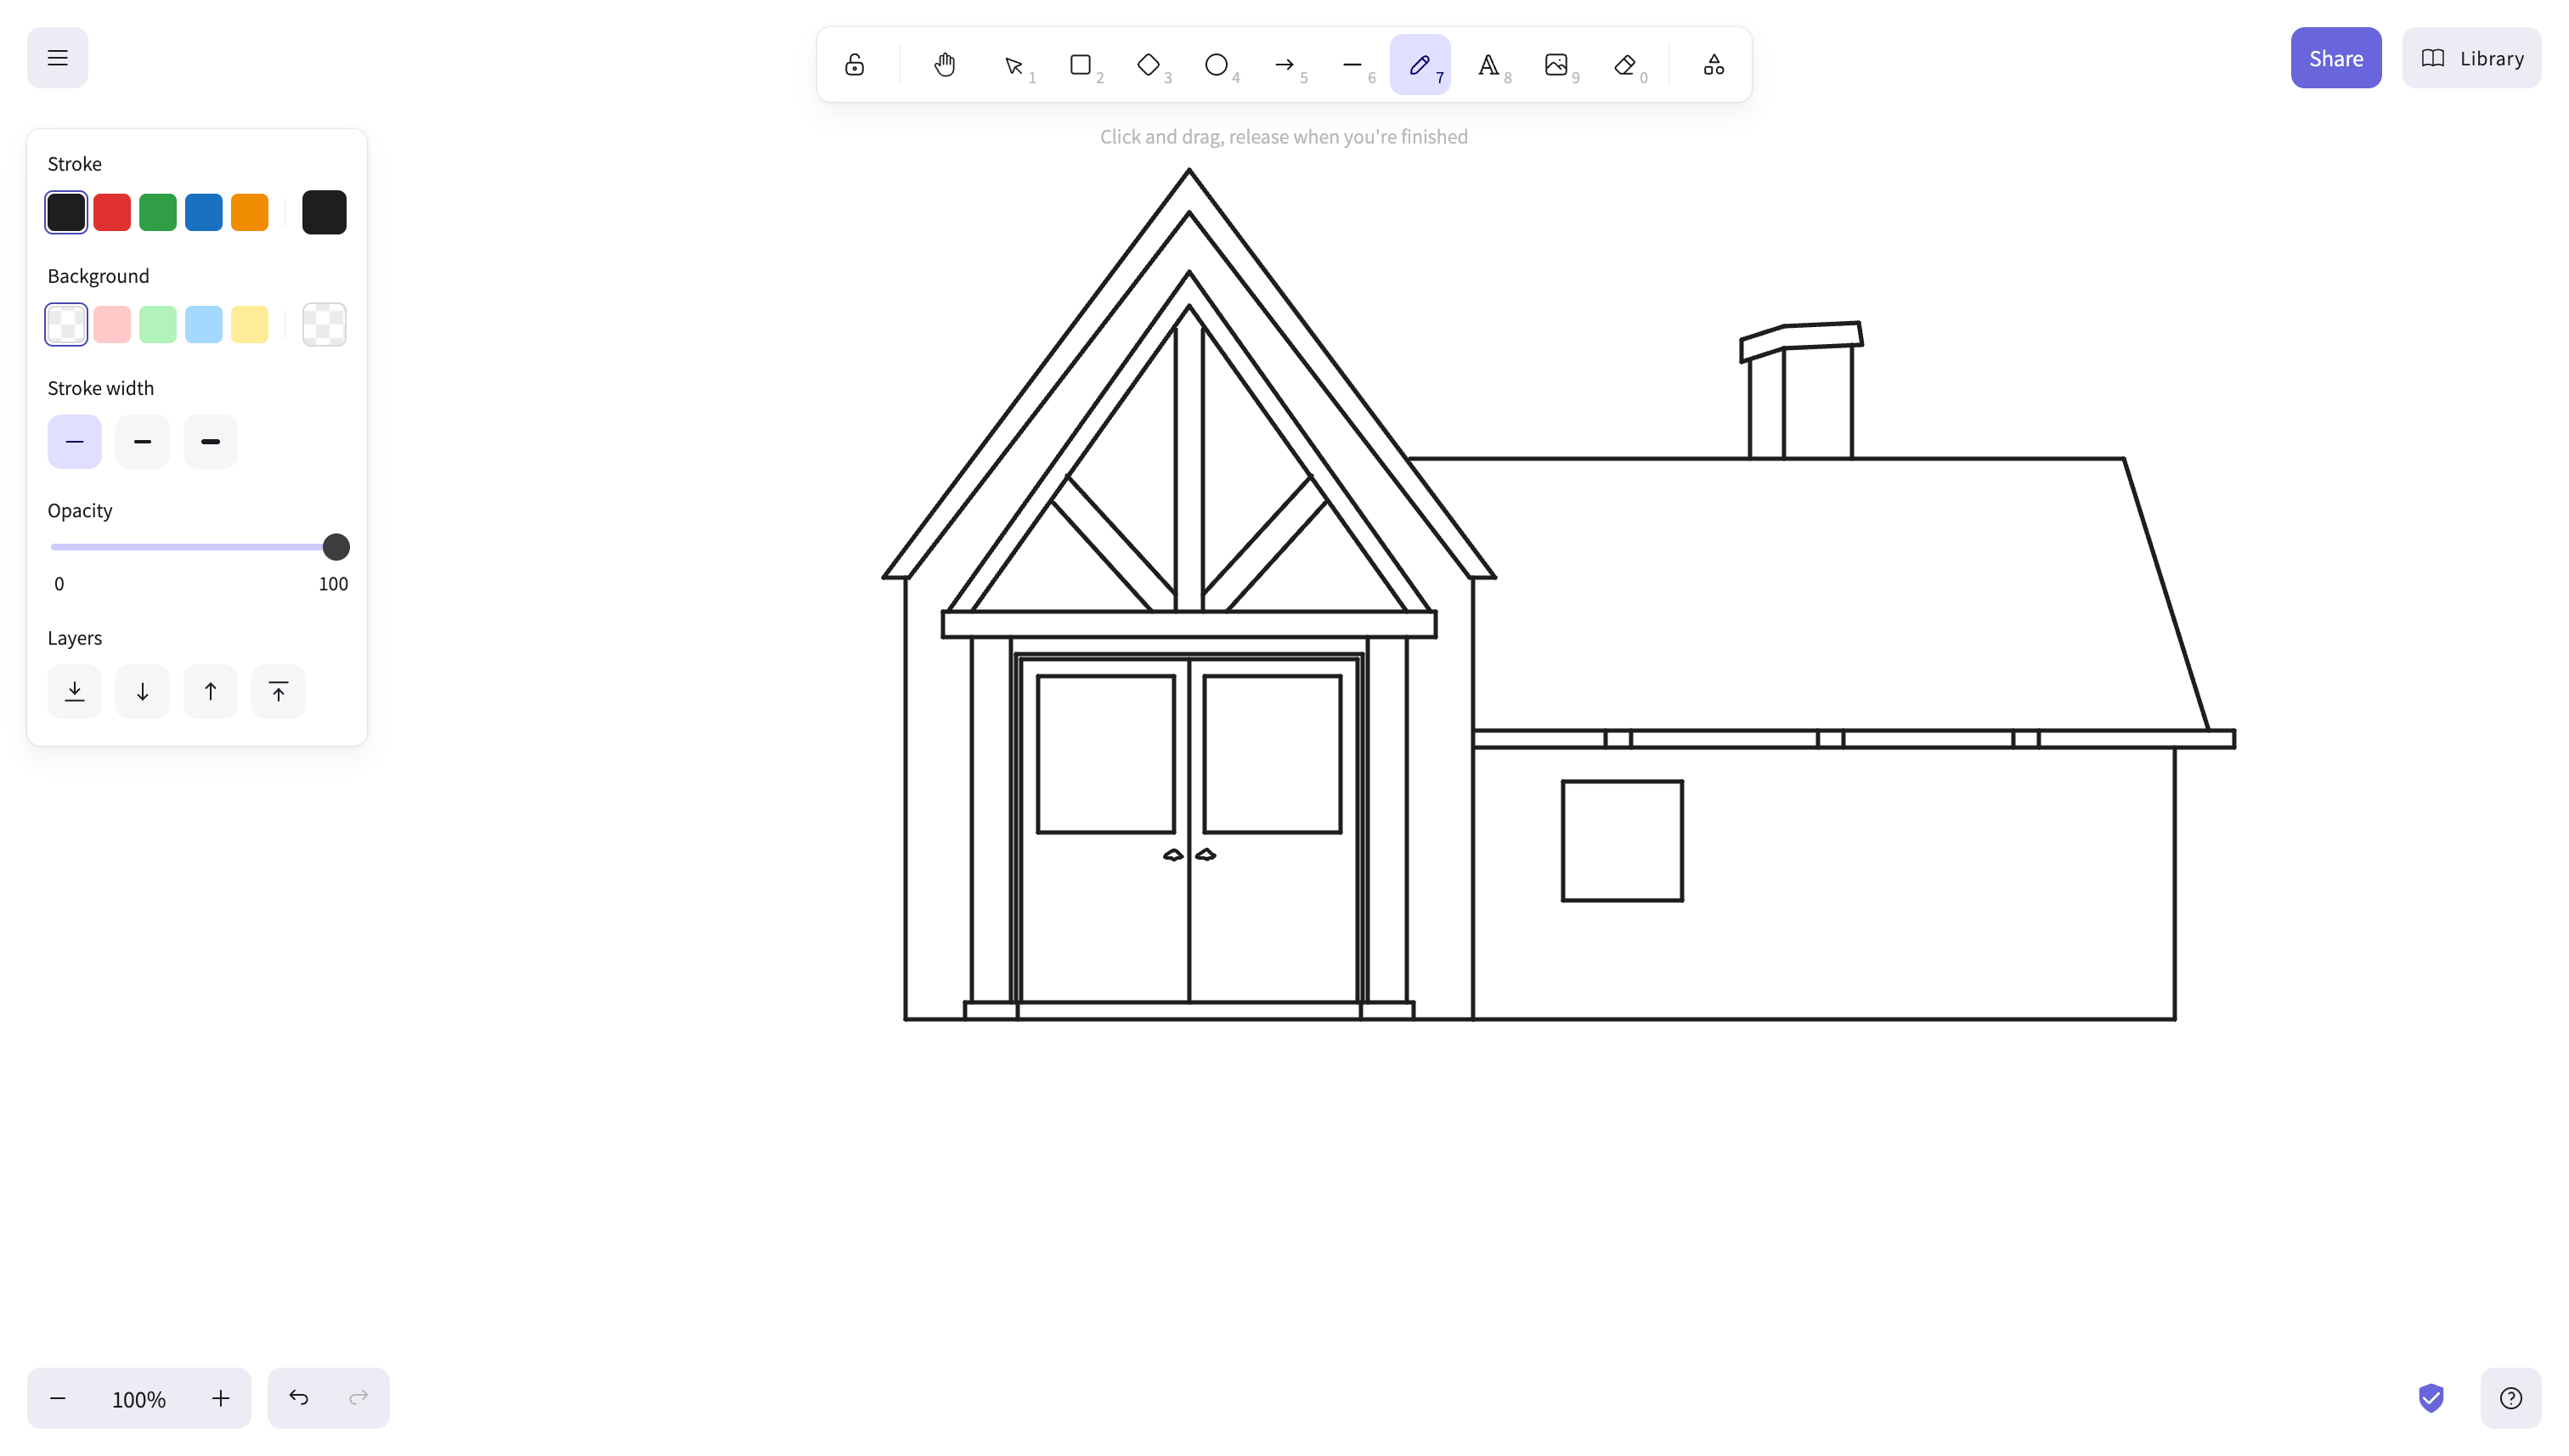 1 2 3 4 5 6 7 8 9 0
Share
Library
Click and drag, release when you're finished
Stroke
Background
Stroke width
Opacity
0 100
Layers
100%